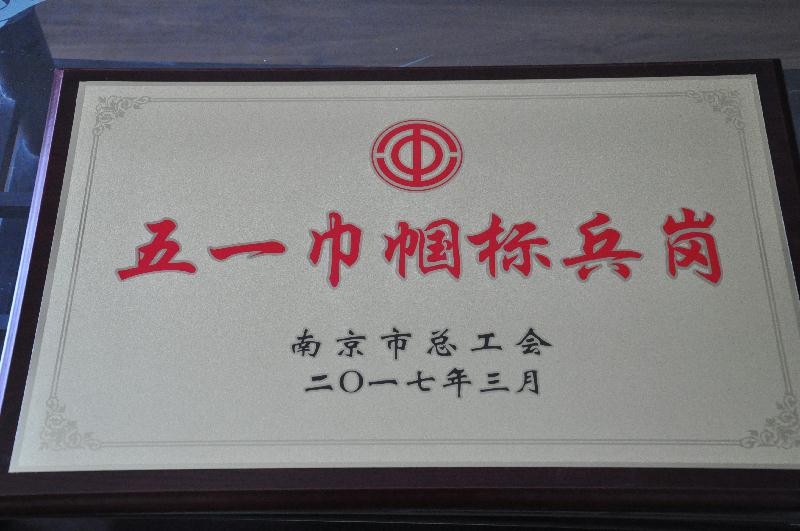 五一巾帼标兵岗
南京市总工会
二〇一七年三月